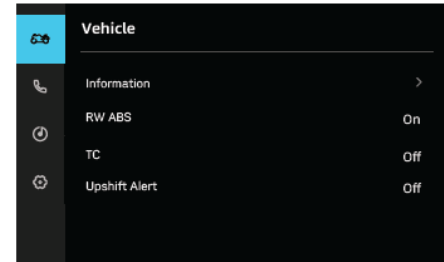 Vehicle
Information
RW ABS On
TC Off
Upshift Alert Off